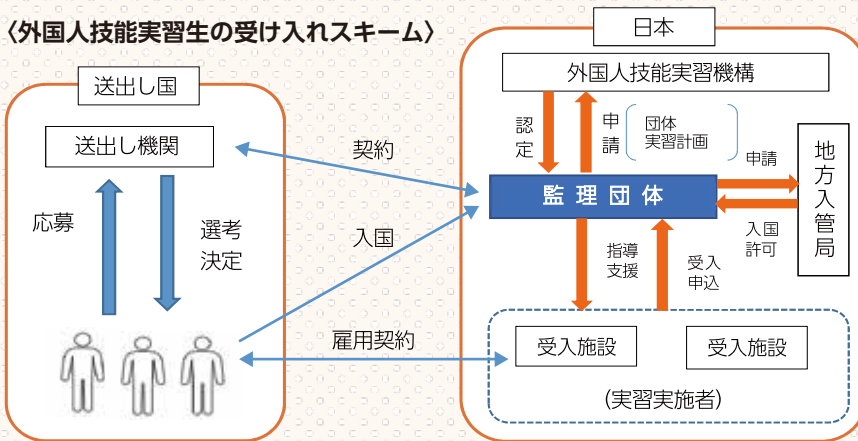 〈外国人技能実習生の受け入れスキーム〉
送出し国
送出し機関
応募
選考
決定
契約
入国
雇用契約
日本
外国人技能実習機構
認定
申請
団体
実習計画
監理団体
申請
入国
許可
地方入管局
指導
支援
受入
申込
受入施設
受入施設
(実習実施者)